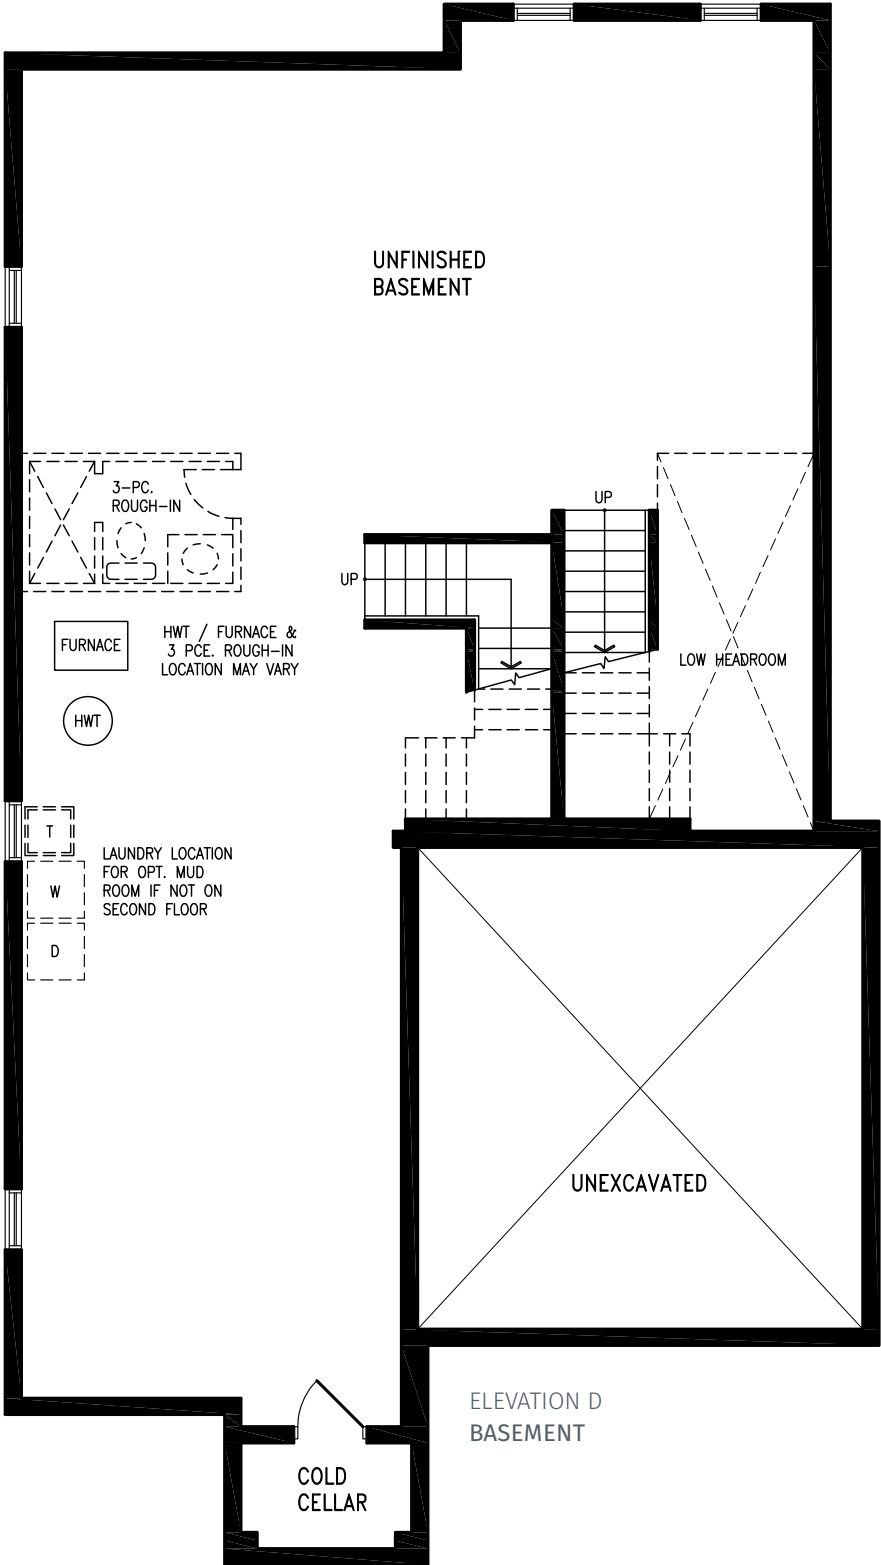 UNFINISHED
BASEMENT
3-PC.
ROUGH-IN
UP
UP
FURNACE
HWT / FURNACE &
3 PCE. ROUGH-IN
LOCATION MAY VARY
LOW HEADROOM
HWT
T
W
D
LAUNDRY LOCATION
FOR OPT. MUD
ROOM IF NOT ON
SECOND FLOOR
UNEXCAVATED
ELEVATION D
BASEMENT
COLD
CELLAR